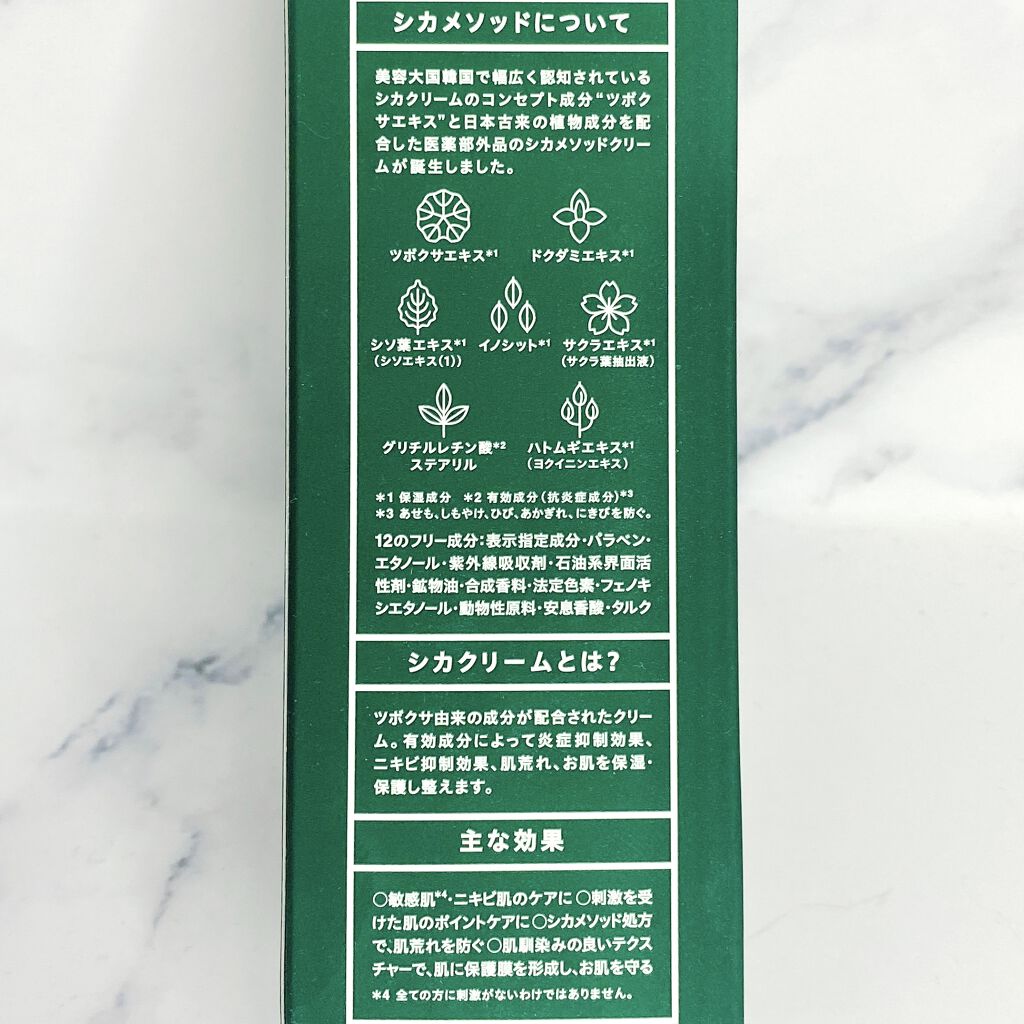 シカメソッドについて
美容大国韓国で幅広く認知されている
シカクリームのコンセプト成分“ツボク
サエキス”と日本古来の植物成分を配
合した医薬部外品のシカメソッドクリー
ムが誕生しました。
ツボクサエキス*1 ドクダミエキス*1
シソ葉エキス*1 イノシット*1 サクラエキス*1
(シソエキス(1)) (サクラ葉抽出液)
グリチルレチン酸*2 ハトムギエキス*1
ステアリル (ヨクイニンエキス)
*1 保湿成分 *2 有効成分(抗炎症成分)*3
*3 あせも、しもやけ、ひび、あかぎれ、にきびを防ぐ。
12のフリー成分:表示指定成分・パラベン・
エタノール・紫外線吸収剤・石油系界面活
性剤・鉱物油・合成香料・法定色素・フェノキ
シエタノール・動物性原料・安息香酸・タルク
シカクリームとは?
ツボクサ由来の成分が配合されたクリー
ム。有効成分によって炎症抑制効果、
ニキビ抑制効果、肌荒れ、お肌を保湿・
保護し整えます。
主な効果
○敏感肌*4・ニキビ肌のケアに ○刺激を受
けた肌のポイントケアに ○シカメソッド処方
で、肌荒れを防ぐ ○肌馴染みの良いテクス
チャーで、肌に保護膜を形成し、お肌を守る
*4 全ての方に刺激がないわけではありません。